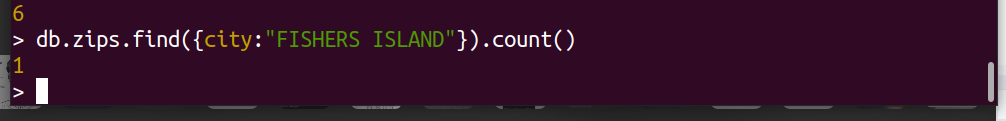 6
> db.zips.find({city:"FISHERS ISLAND"}).count()
1
>